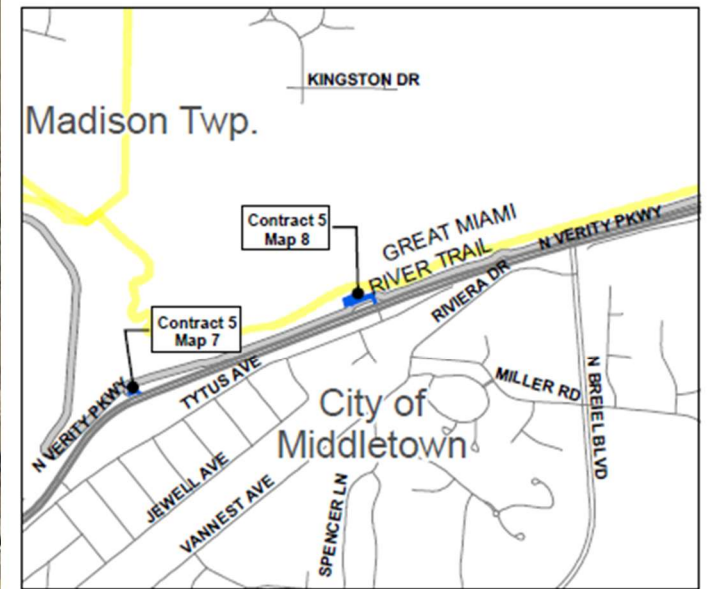 KINGSTON DR
Madison Twp.
Contract 5
Map 8
GREAT MIAMI
RIVER TRAIL
N VERITY PKWY
Contract 5
Map 7
RIVIERA DR
N VERITY PKWY
TYTUS AVE
MILLER RD
N BREIEL BLVD
City of
Middletown
JEWELL AVE
VANNEST AVE
SPENCER LN